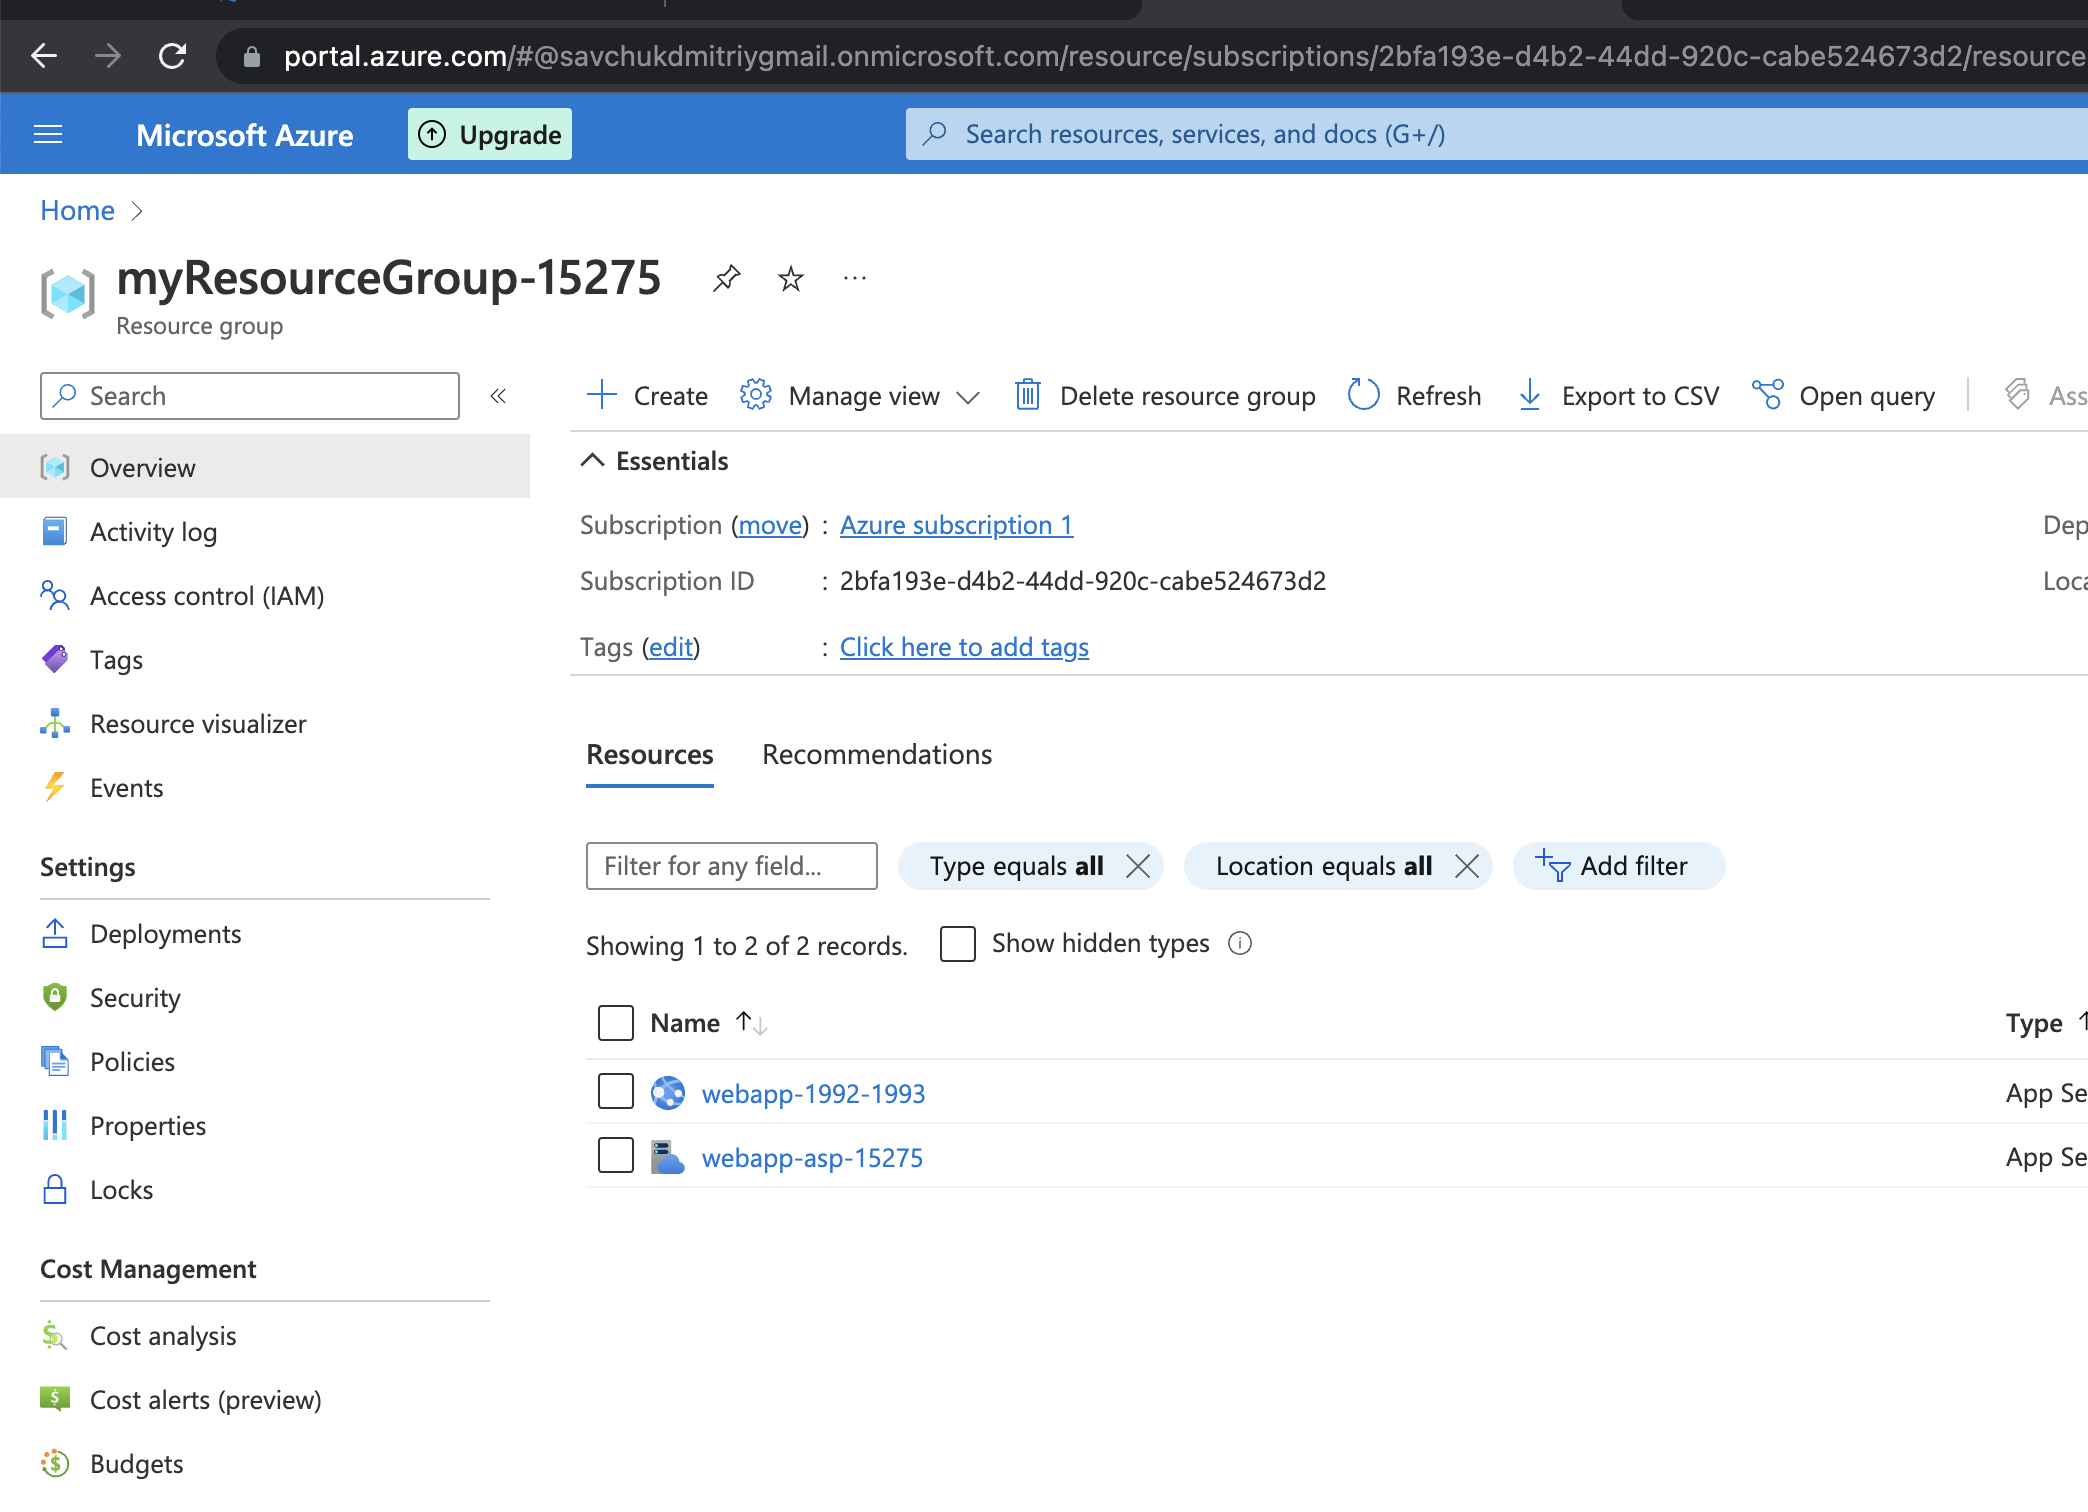 portal.azure.com/#@savchukdmitriygmail.onmicrosoft.com/resource/subscriptions/2bfa193e-d4b2-44dd-920c-cabe524673d2/resource
Microsoft Azure
Upgrade
Search resources, services, and docs (G+/)
Home
myResourceGroup-15275
...
Resource group
Search
«
Create
Manage view
Delete resource group
Refresh
Export to CSV
Open query
Ass
Overview
Activity log
Access control (IAM)
Tags
Resource visualizer
Events
Settings
Deployments
Security
Policies
Properties
Locks
Cost Management
Cost analysis
Cost alerts (preview)
Budgets
Essentials
Subscription (move) : Azure subscription 1
Dep
Subscription ID : 2bfa193e-d4b2-44dd-920c-cabe524673d2
Loca
Tags (edit) : Click here to add tags
Resources
Recommendations
Filter for any field...
Type equals all
Location equals all
Add filter
Showing 1 to 2 of 2 records.
Show hidden types
Name
Type
webapp-1992-1993
App Se
webapp-asp-15275
App Se